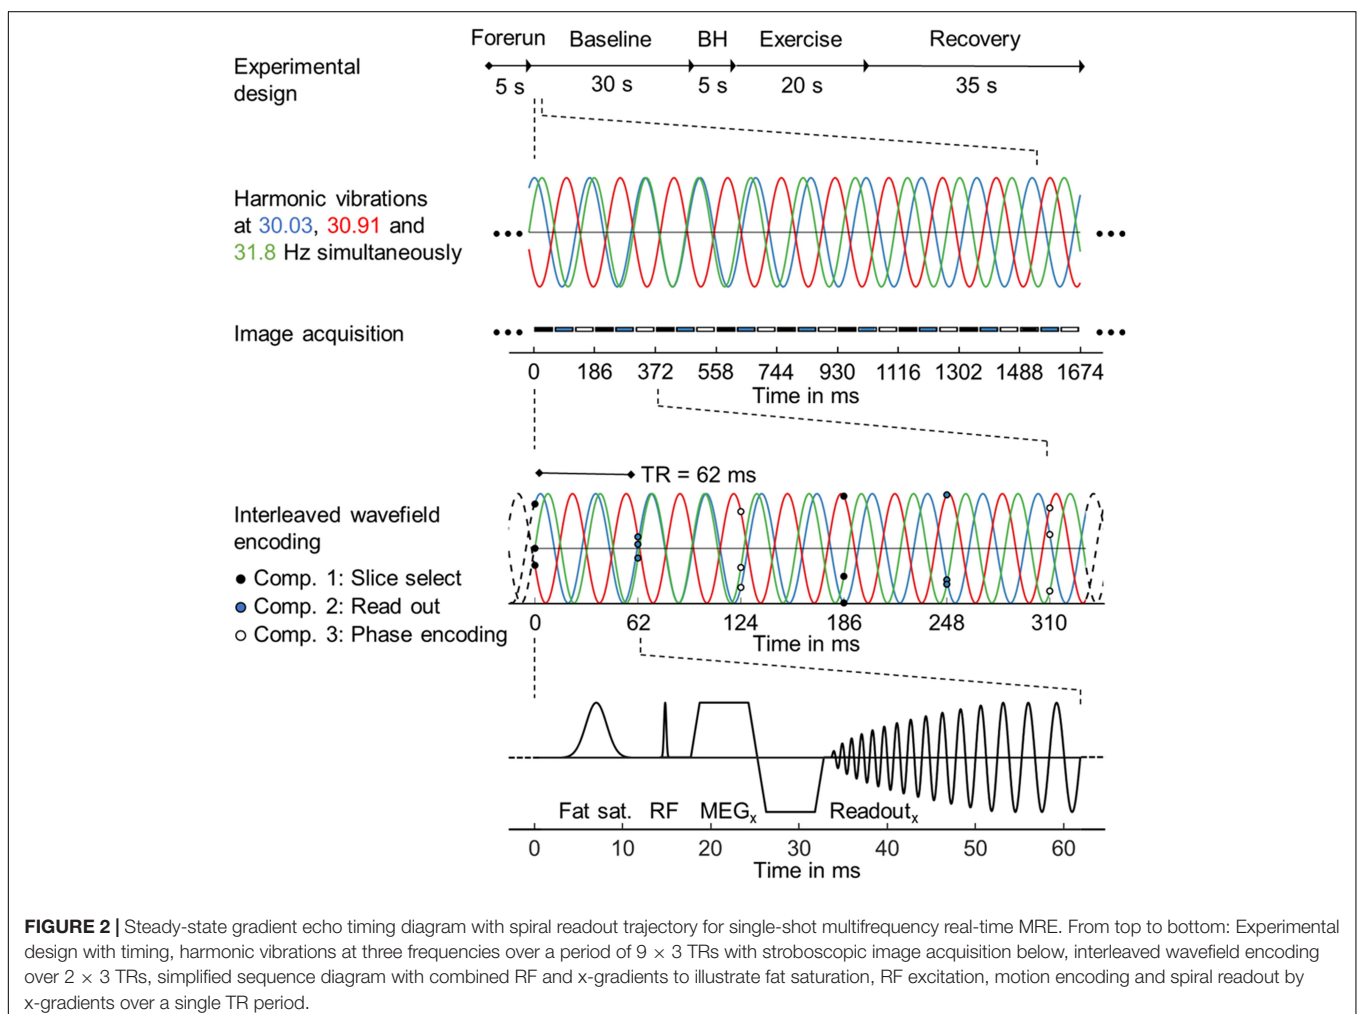 Forerun Baseline BH Exercise Recovery
Experimental
design
5 s 30 s 5 s 20 s 35 s
Harmonic vibrations
at 30.03, 30.91 and
31.8 Hz simultaneously
Image acquisition
0 186 372 558 744 930 1116 1302 1488 1674
Time in ms
TR = 62 ms
Interleaved wavefield
encoding
Comp. 1: Slice select
Comp. 2: Read out
Comp. 3: Phase encoding
0 62 124 186 248 310
Time in ms
Fat sat. RF MEGx Readoutx
0 10 20 30 40 50 60
Time in ms
FIGURE 2 | Steady-state gradient echo timing diagram with spiral readout trajectory for single-shot multifrequency real-time MRE. From top to bottom: Experimental
design with timing, harmonic vibrations at three frequencies over a period of 9 × 3 TRs with stroboscopic image acquisition below, interleaved wavefield encoding
over 2 × 3 TRs, simplified sequence diagram with combined RF and x-gradients to illustrate fat saturation, RF excitation, motion encoding and spiral readout by
x-gradients over a single TR period.